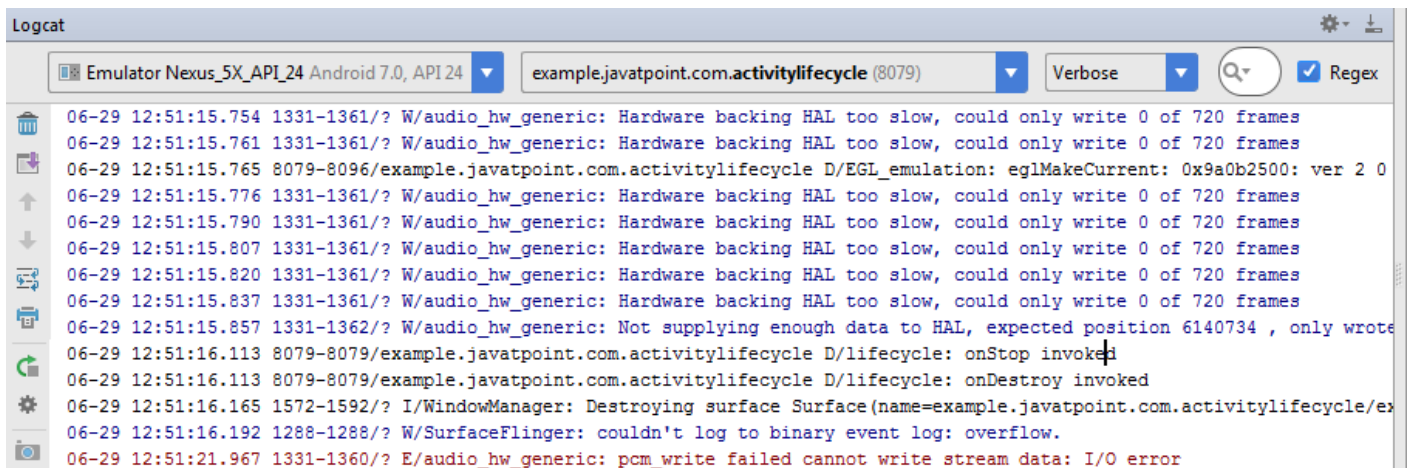 Logcat
Emulator Nexus_5X_API_24 Android 7.0, API 24 example.javatpoint.com.activitylifecycle (8079) Verbose Regex
06-29 12:51:15.754 1331-1361/? W/audio_hw_generic: Hardware backing HAL too slow, could only write 0 of 720 frames
06-29 12:51:15.761 1331-1361/? W/audio_hw_generic: Hardware backing HAL too slow, could only write 0 of 720 frames
06-29 12:51:15.765 8079-8096/example.javatpoint.com.activitylifecycle D/EGL_emulation: eglMakeCurrent: 0x9a0b2500: ver 2 0
06-29 12:51:15.776 1331-1361/? W/audio_hw_generic: Hardware backing HAL too slow, could only write 0 of 720 frames
06-29 12:51:15.790 1331-1361/? W/audio_hw_generic: Hardware backing HAL too slow, could only write 0 of 720 frames
06-29 12:51:15.807 1331-1361/? W/audio_hw_generic: Hardware backing HAL too slow, could only write 0 of 720 frames
06-29 12:51:15.820 1331-1361/? W/audio_hw_generic: Hardware backing HAL too slow, could only write 0 of 720 frames
06-29 12:51:15.837 1331-1361/? W/audio_hw_generic: Hardware backing HAL too slow, could only write 0 of 720 frames
06-29 12:51:15.857 1331-1362/? W/audio_hw_generic: Not supplying enough data to HAL, expected position 6140734 , only wrote
06-29 12:51:16.113 8079-8079/example.javatpoint.com.activitylifecycle D/lifecycle: onStop invoked
06-29 12:51:16.113 8079-8079/example.javatpoint.com.activitylifecycle D/lifecycle: onDestroy invoked
06-29 12:51:16.165 1572-1592/? I/WindowManager: Destroying surface Surface(name=example.javatpoint.com.activitylifecycle/ex
06-29 12:51:16.192 1288-1288/? W/SurfaceFlinger: couldn't log to binary event log: overflow.
06-29 12:51:21.967 1331-1360/? E/audio_hw_generic: pcm_write failed cannot write stream data: I/O error